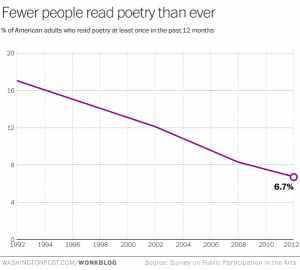 Fewer people read poetry than ever
% of American adults who read poetry at least once in the past 12 months
20
16
12
8
4
0
6.7%
1992 1994 1996 1998 2000 2002 2004 2006 2008 2010 2012
WASHINGTONPOST.COM/WONKBLOG Source: Survey on Public Participation in the Arts